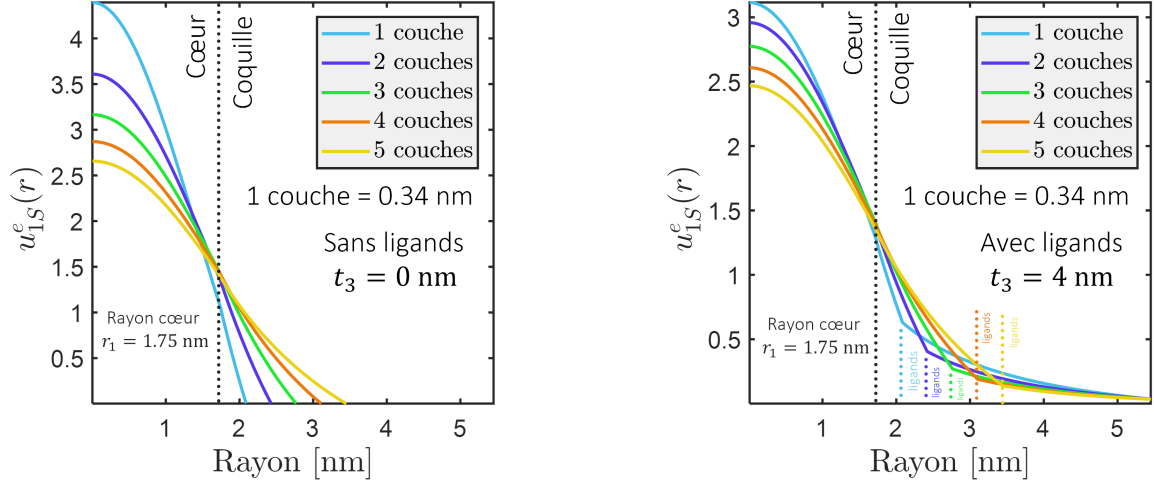 u^e_{1S}(r)
4
3.5
3
2.5
2
1.5
1
0.5
Cœur
Coquille
1 couche
2 couches
3 couches
4 couches
5 couches
1 couche = 0.34 nm
Sans ligands
t₃ = 0 nm
Rayon cœur
r₁ = 1.75 nm
1 2 3 4 5
Rayon [nm]
u^e_{1S}(r)
3
2.5
2
1.5
1
0.5
Cœur
Coquille
1 couche
2 couches
3 couches
4 couches
5 couches
1 couche = 0.34 nm
Avec ligands
t₃ = 4 nm
Rayon cœur
r₁ = 1.75 nm
ligands
ligands
ligands
ligands
ligands
1 2 3 4 5
Rayon [nm]